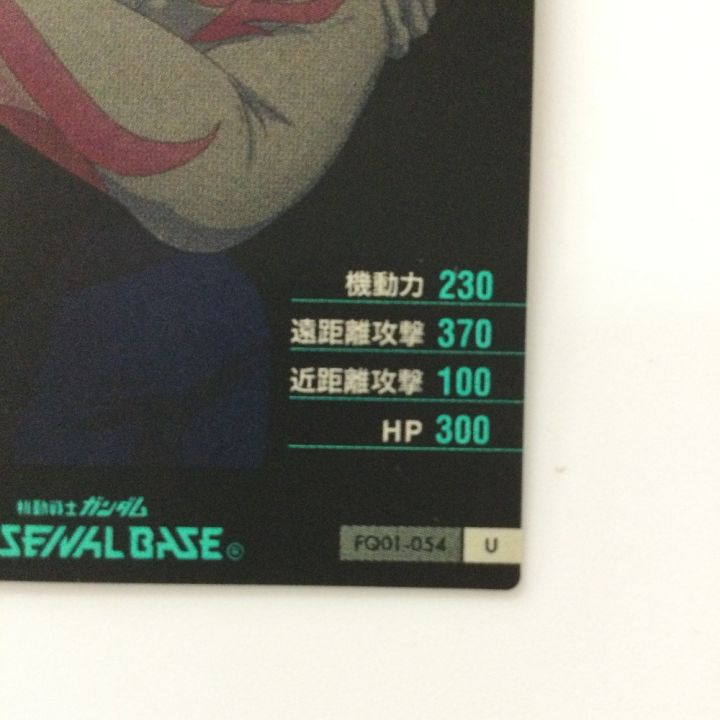 機動力 230
遠距離攻撃 370
近距離攻撃 100
HP 300
機動戦士ガンダム
SENAL BASE
FQ01-054 U